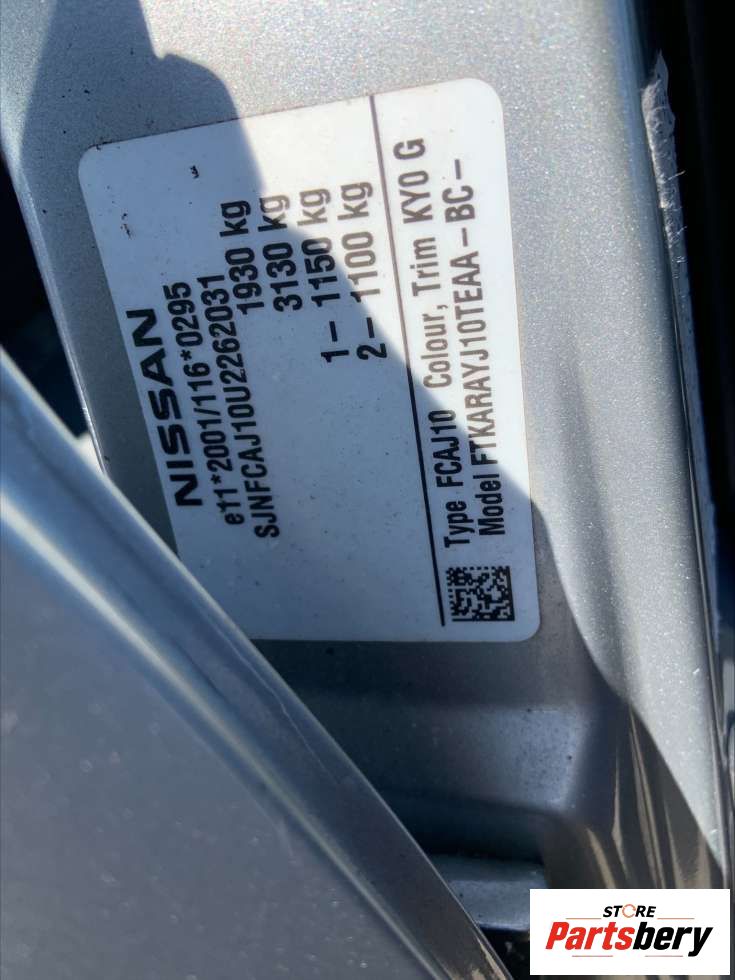 NISSAN
e11*2001/116*0295
SJNFCAJ10U2262031
1930 kg
3130 kg
1– 1150 kg
2– 1100 kg
Type FCAJ10 Colour, Trim KY0 G
Model FTKARAYJ10TEAA – BC –
STORE
Partsbery